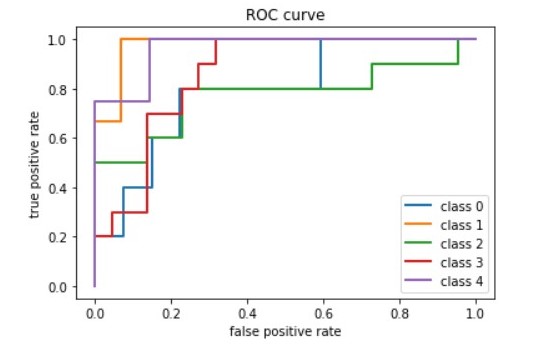 ROC curve
1.0
0.8
0.6
0.4
0.2
0.0
true positive rate
class 0
class 1
class 2
class 3
class 4
0.0 0.2 0.4 0.6 0.8 1.0
false positive rate